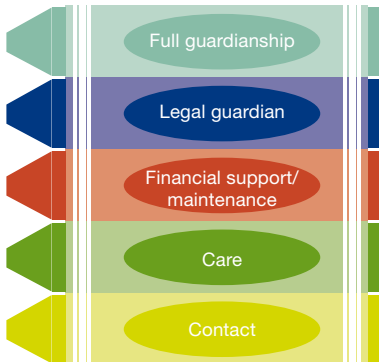 Full guardianship
Legal guardian
Financial support/
maintenance
Care
Contact